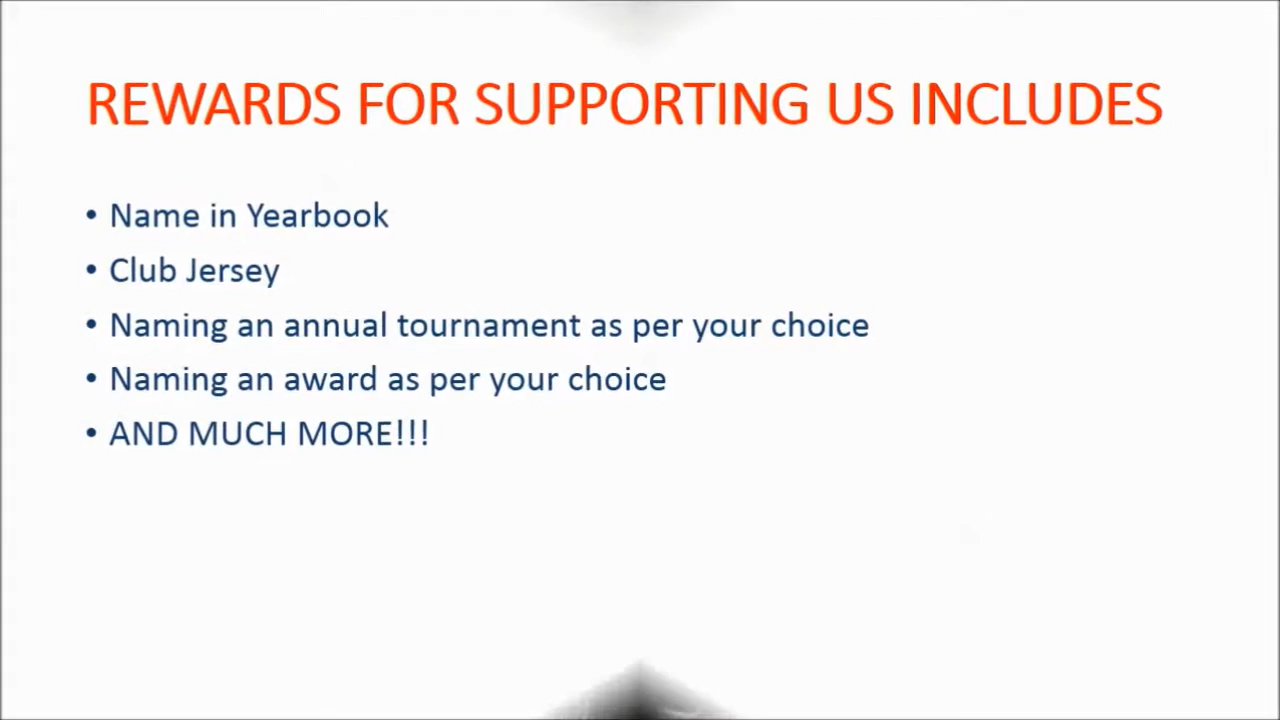 REWARDS FOR SUPPORTING US INCLUDES
• Name in Yearbook
• Club Jersey
• Naming an annual tournament as per your choice
• Naming an award as per your choice
• AND MUCH MORE!!!